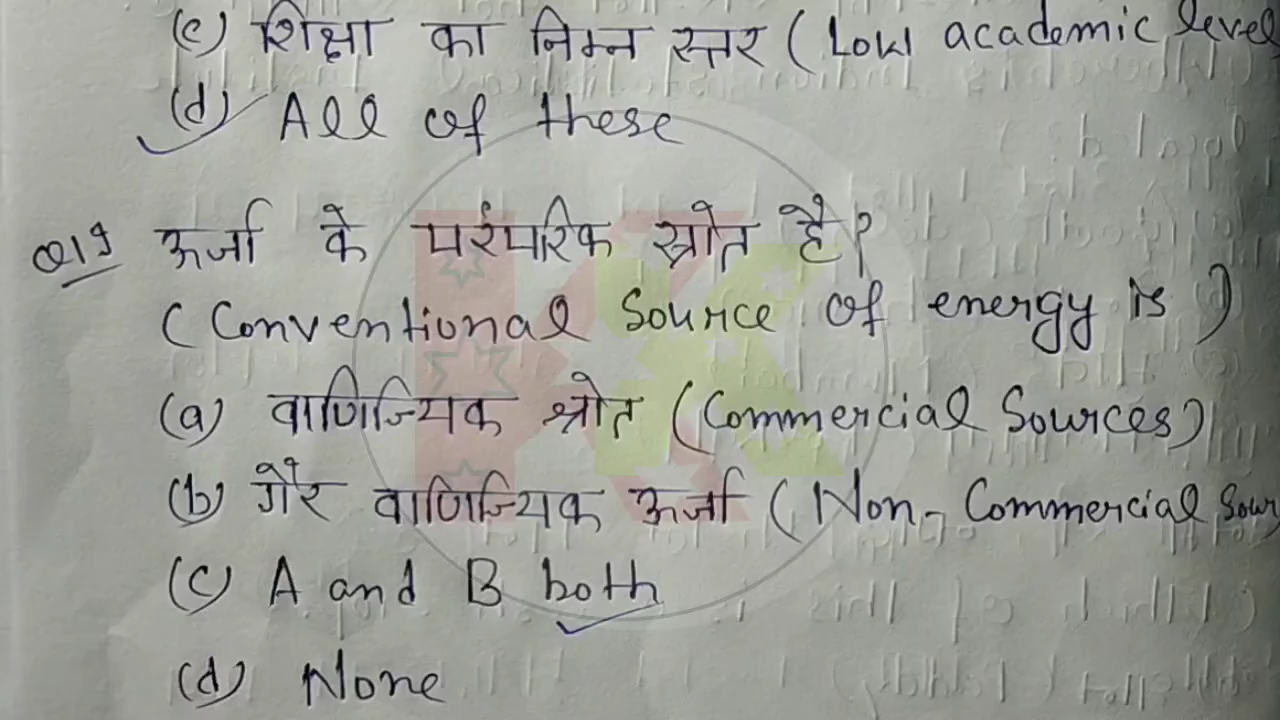 (c) शिक्षा का निम्न स्तर (Low academic level
(d) All of these
Q19 ऊर्जा के परंपरिक स्रोत है?
(Conventional Source of energy is)
(a) वाणिज्यिक श्रोत (Commercial Sources)
(b) गैर वाणिज्यिक ऊर्जा (Non-Commercial Sour
(c) A and B both
(d) None